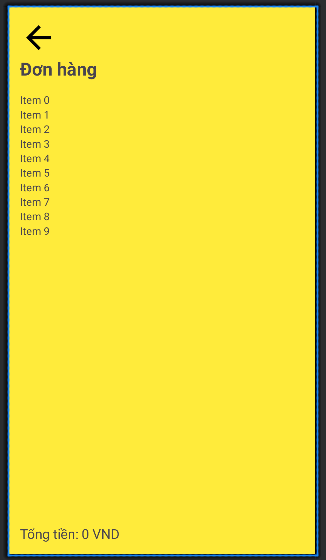 Đơn hàng
Item 0
Item 1
Item 2
Item 3
Item 4
Item 5
Item 6
Item 7
Item 8
Item 9
Tổng tiền: 0 VND